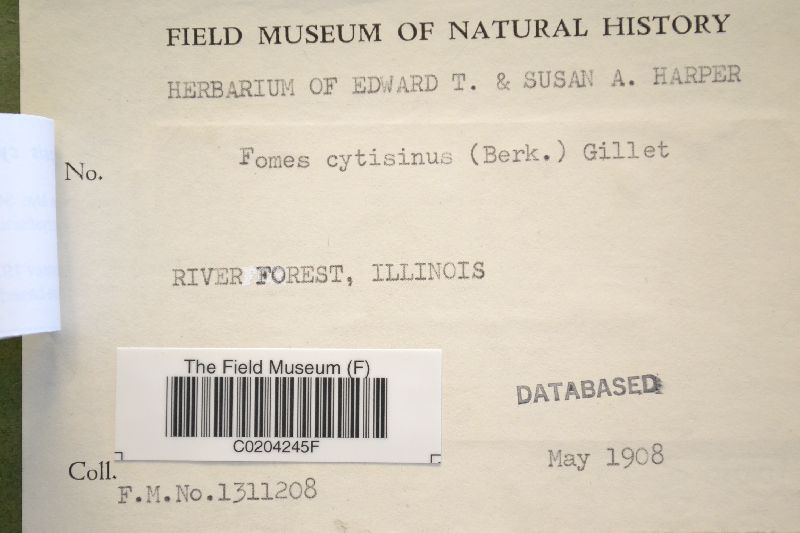 FIELD MUSEUM OF NATURAL HISTORY
HERBARIUM OF EDWARD T. & SUSAN A. HARPER
Fomes cytisinus (Berk.) Gillet
No.
RIVER FOREST, ILLINOIS
The Field Museum (F)
C0204245F
DATABASED
May 1908
Coll.
F.M.No.1311208